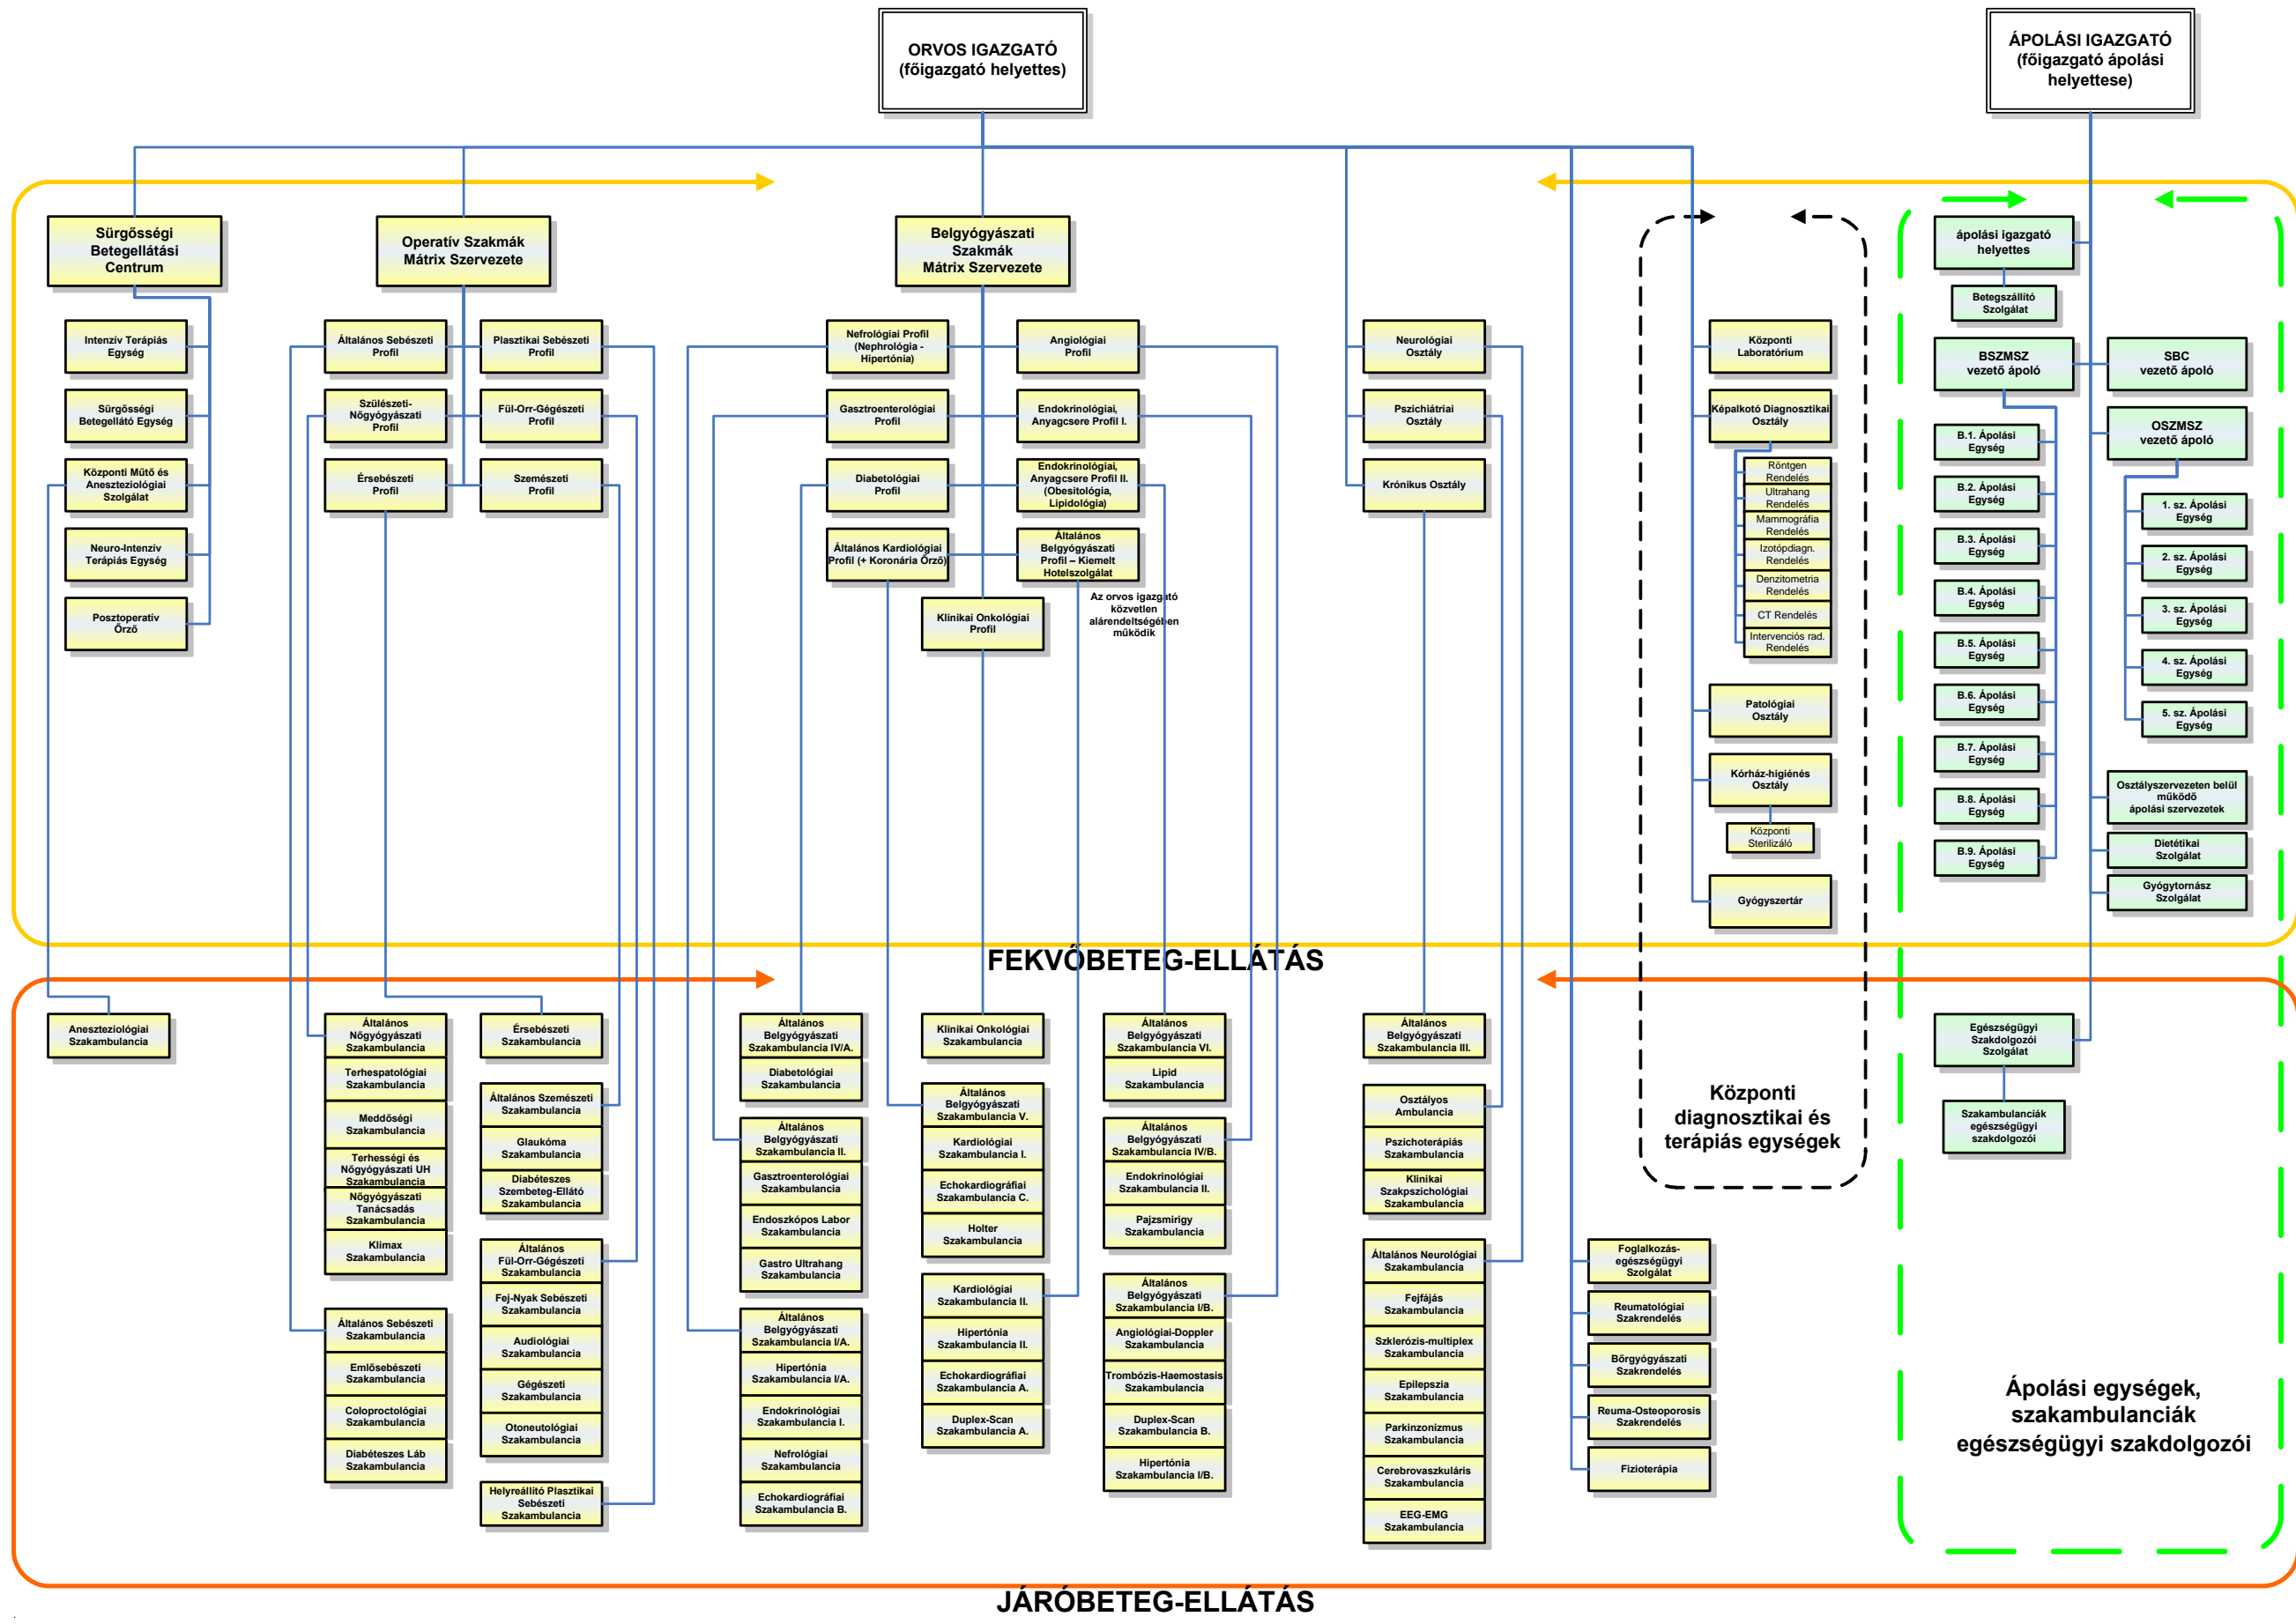 ORVOS IGAZGATÓ
(főigazgató helyettes)
ÁPOLÁSI IGAZGATÓ
(főigazgató ápolási
helyettese)
Sürgősségi
Betegellátási
Centrum
Operatív Szakmák
Mátrix Szervezete
Belgyógyászati
Szakmák
Mátrix Szervezete
Intenzív Terápiás
Egység
Sürgősségi
Betegellátó Egység
Központi Műtő és
Aneszteziológiai
Szolgálat
Neuro-Intenzív
Terápiás Egység
Posztoperatív
Őrző
Általános Sebészeti
Profil
Szülészeti-
Nőgyógyászati
Profil
Érsebészeti
Profil
Plasztikai Sebészeti
Profil
Fül-Orr-Gégészeti
Profil
Szemészeti
Profil
Nefrológiai Profil
(Nephrológia -
Hipertónia)
Gasztroenterológiai
Profil
Diabetológiai
Profil
Általános Kardiológiai
Profil (+ Koronária Őrző)
Angiológiai
Profil
Endokrinológiai,
Anyagcsere Profil I.
Endokrinológiai,
Anyagcsere Profil II.
(Obesitológia,
Lipidológia)
Általános
Belgyógyászati
Profil – Kiemelt
Hotelszolgálat
Az orvos igazgató
közvetlen
alárendeltségében
működik
Klinikai Onkológiai
Profil
Neurológiai
Osztály
Pszichiátriai
Osztály
Krónikus Osztály
Központi
Laboratórium
Képalkotó Diagnosztikai
Osztály
Röntgen
Rendelés
Ultrahang
Rendelés
Mammográfia
Rendelés
Izotópdiagn.
Rendelés
Denzitometria
Rendelés
CT Rendelés
Intervenciós rad.
Rendelés
Patológiai
Osztály
Kórház-higiénés
Osztály
Központi
Sterilizáló
Gyógyszertár
ápolási igazgató
helyettes
Betegszállító
Szolgálat
BSZMSZ
vezető ápoló
SBC
vezető ápoló
OSZMSZ
vezető ápoló
B.1. Ápolási
Egység
B.2. Ápolási
Egység
B.3. Ápolási
Egység
B.4. Ápolási
Egység
B.5. Ápolási
Egység
B.6. Ápolási
Egység
B.7. Ápolási
Egység
B.8. Ápolási
Egység
B.9. Ápolási
Egység
1. sz. Ápolási
Egység
2. sz. Ápolási
Egység
3. sz. Ápolási
Egység
4. sz. Ápolási
Egység
5. sz. Ápolási
Egység
Osztályszervezeten belül
működő
ápolási szervezetek
Dietétikai
Szolgálat
Gyógytornász
Szolgálat
FEKVŐBETEG-ELLÁTÁS
Aneszteziológiai
Szakambulancia
Általános
Nőgyógyászati
Szakambulancia
Terhespatológiai
Szakambulancia
Meddőségi
Szakambulancia
Terhességi és
Nőgyógyászati UH
Szakambulancia
Nőgyógyászati
Tanácsadás
Szakambulancia
Klimax
Szakambulancia
Általános Sebészeti
Szakambulancia
Emlősebészeti
Szakambulancia
Coloproctológiai
Szakambulancia
Diabéteszes Láb
Szakambulancia
Érsebészeti
Szakambulancia
Általános Szemészeti
Szakambulancia
Glaukóma
Szakambulancia
Diabéteszes
Szembeteg-Ellátó
Szakambulancia
Általános
Fül-Orr-Gégészeti
Szakambulancia
Fej-Nyak Sebészeti
Szakambulancia
Audiológiai
Szakambulancia
Gégészeti
Szakambulancia
Otoneutológiai
Szakambulancia
Helyreállító Plasztikai
Sebészeti
Szakambulancia
Általános
Belgyógyászati
Szakambulancia IV/A.
Diabetológiai
Szakambulancia
Általános
Belgyógyászati
Szakambulancia II.
Gasztroenterológiai
Szakambulancia
Endoszkópos Labor
Szakambulancia
Gastro Ultrahang
Szakambulancia
Általános
Belgyógyászati
Szakambulancia I/A.
Hipertónia
Szakambulancia I/A.
Endokrinológiai
Szakambulancia I.
Nefrológiai
Szakambulancia
Echokardiográfiai
Szakambulancia B.
Klinikai Onkológiai
Szakambulancia
Általános
Belgyógyászati
Szakambulancia V.
Kardiológiai
Szakambulancia I.
Echokardiográfiai
Szakambulancia C.
Holter
Szakambulancia
Kardiológiai
Szakambulancia II.
Hipertónia
Szakambulancia II.
Echokardiográfiai
Szakambulancia A.
Duplex-Scan
Szakambulancia A.
Általános
Belgyógyászati
Szakambulancia VI.
Lipid
Szakambulancia
Általános
Belgyógyászati
Szakambulancia IV/B.
Endokrinológiai
Szakambulancia II.
Pajzsmirigy
Szakambulancia
Általános
Belgyógyászati
Szakambulancia I/B.
Angiológiai-Doppler
Szakambulancia
Trombózis-Haemostasis
Szakambulancia
Duplex-Scan
Szakambulancia B.
Hipertónia
Szakambulancia I/B.
Általános
Belgyógyászati
Szakambulancia III.
Osztályos
Ambulancia
Pszichoterápiás
Szakambulancia
Klinikai
Szakpszichológiai
Szakambulancia
Általános Neurológiai
Szakambulancia
Fejfájás
Szakambulancia
Szklerózis-multiplex
Szakambulancia
Epilepszia
Szakambulancia
Parkinzonizmus
Szakambulancia
Cerebrovaszkuláris
Szakambulancia
EEG-EMG
Szakambulancia
Foglalkozás-
egészségügyi
Szolgálat
Reumatológiai
Szakrendelés
Bőrgyógyászati
Szakrendelés
Reuma-Osteoporosis
Szakrendelés
Fizioterápia
Központi
diagnosztikai és
terápiás egységek
Egészségügyi
Szakdolgozói
Szolgálat
Szakambulanciák
egészségügyi
szakdolgozói
Ápolási egységek,
szakambulanciák
egészségügyi szakdolgozói
JÁRÓBETEG-ELLÁTÁS